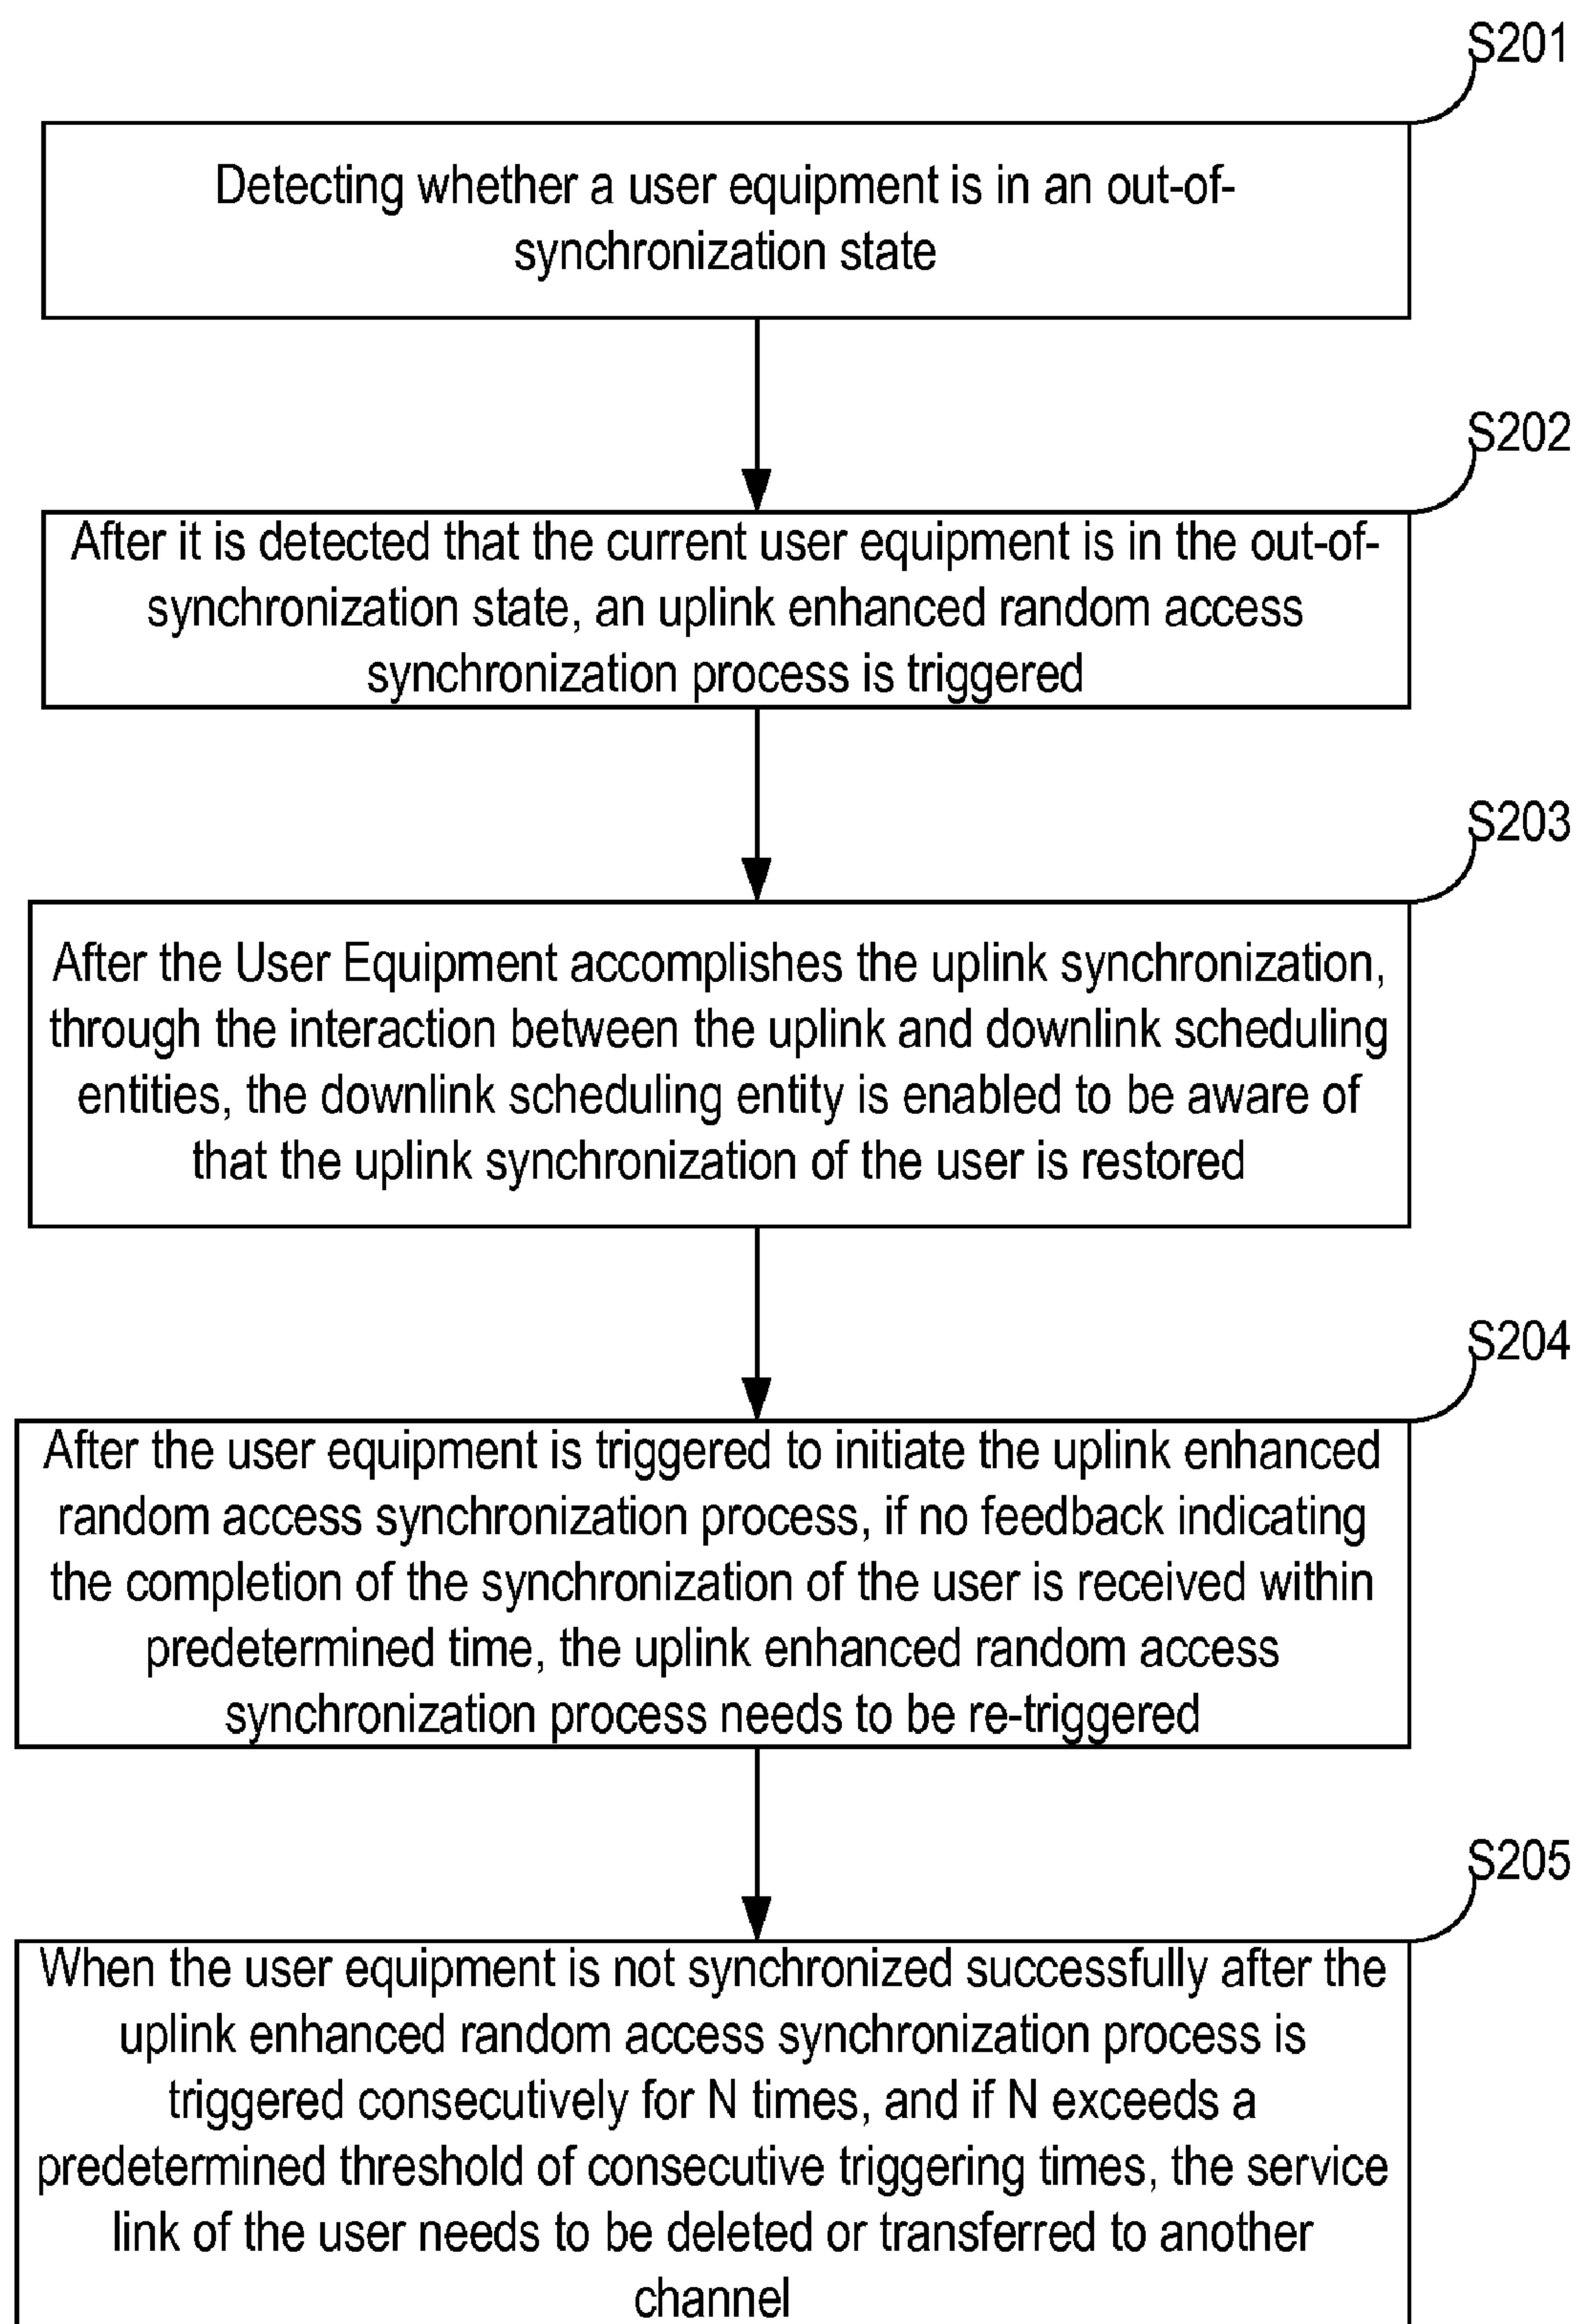 S201
Detecting whether a user equipment is in an out-of-
synchronization state
S202
After it is detected that the current user equipment is in the out-of-
synchronization state, an uplink enhanced random access
synchronization process is triggered
S203
After the User Equipment accomplishes the uplink synchronization,
through the interaction between the uplink and downlink scheduling
entities, the downlink scheduling entity is enabled to be aware of
that the uplink synchronization of the user is restored
S204
After the user equipment is triggered to initiate the uplink enhanced
random access synchronization process, if no feedback indicating
the completion of the synchronization of the user is received within
predetermined time, the uplink enhanced random access
synchronization process needs to be re-triggered
S205
When the user equipment is not synchronized successfully after the
uplink enhanced random access synchronization process is
triggered consecutively for N times, and if N exceeds a
predetermined threshold of consecutive triggering times, the service
link of the user needs to be deleted or transferred to another
channel